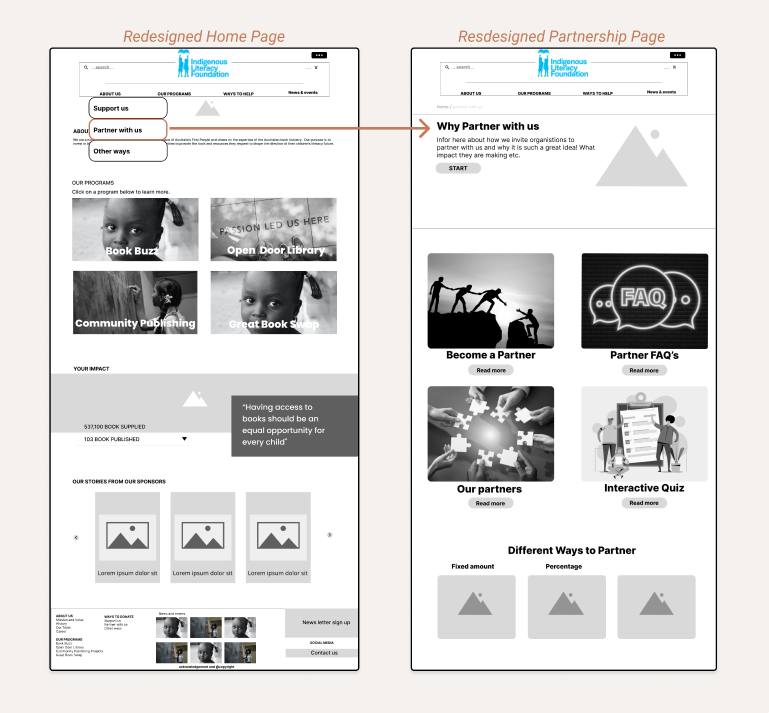 Redesigned Home Page
Indigenous
Literacy
Foundation
...search...
ABOUT US
OUR PROGRAMS
WAYS TO HELP
News & events
Support us
Partner with us
Other ways
ABOU
OUR PROGRAMS
Click on a program below to learn more.
Book Buzz
PASSION LED US HERE
Open Door Library
Community Publishing
Great Book Swap
YOUR IMPACT
"Having access to
books should be an
equal opportunity for
every child"
537,100 BOOK SUPPLIED
103 BOOK PUBLISHED
OUR STORIES FROM OUR SPONSORS
Lorem ipsum dolor sit
Lorem ipsum dolor sit
Lorem ipsum dolor sit
ABOUT US
Mission and Value
History
Our Team
Career
OUR PROGRAMS
Book Buzz
Open Door Library
Community Publishing Projects
Great Book Swap
WAYS TO DONATE
Support us
Partner with us
Other ways
News and events
News letter sign up
SOCIAL MEDIA
Contact us
acknowledgement and @copyright
Resdesigned Partnership Page
Indigenous
Literacy
Foundation
...search...
ABOUT US
OUR PROGRAMS
WAYS TO HELP
News & events
Home / partner with us
Why Partner with us
Infor here about how we invite organistions to
partner with us and why it is such a great idea! What
impact they are making etc.
START
FAQ
Become a Partner
Read more
Partner FAQ's
Read more
Our partners
Read more
Interactive Quiz
Read more
Different Ways to Partner
Fixed amount
Percentage